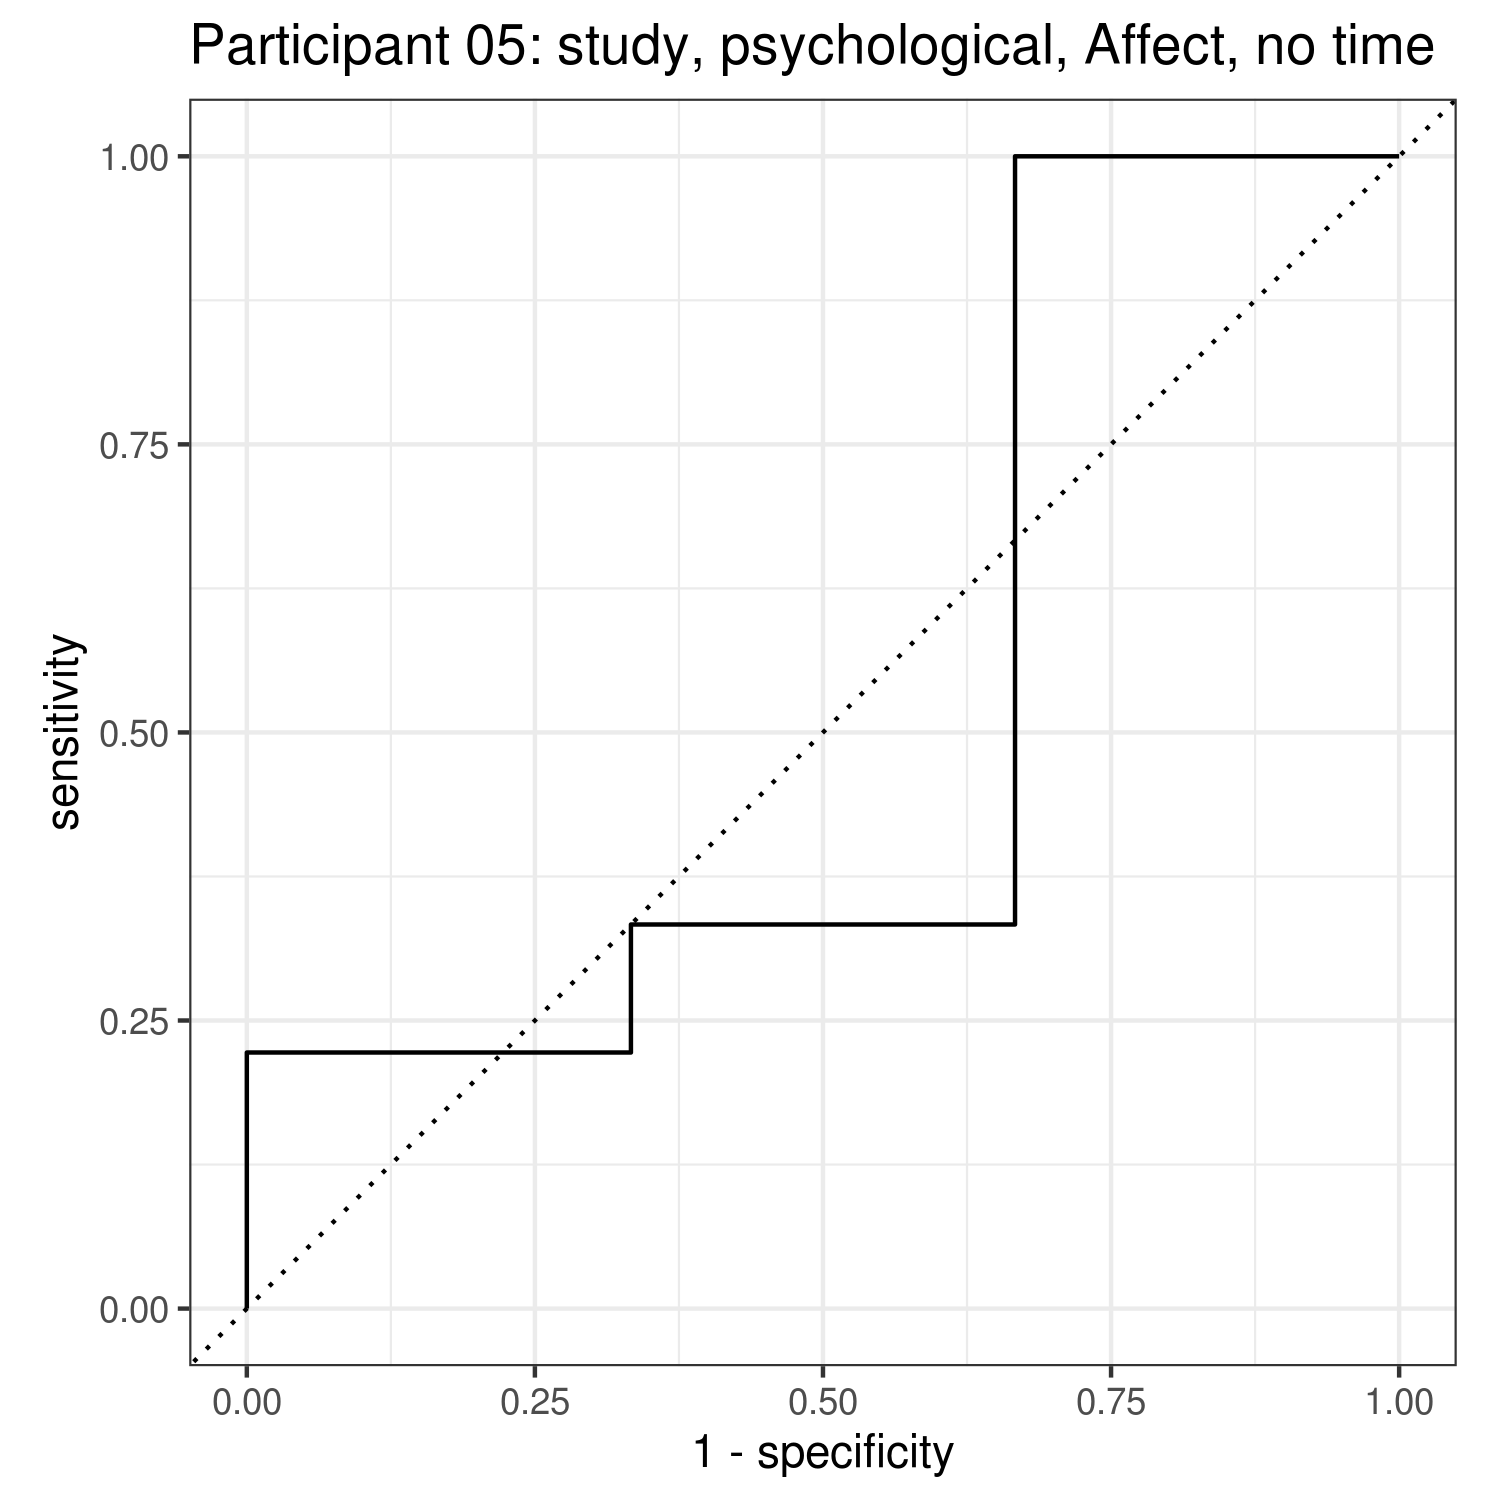 Participant 05: study, psychological, Affect, no time
1.00
0.75
0.50
0.25
0.00
sensitivity
0.00 0.25 0.50 0.75 1.00
1 - specificity